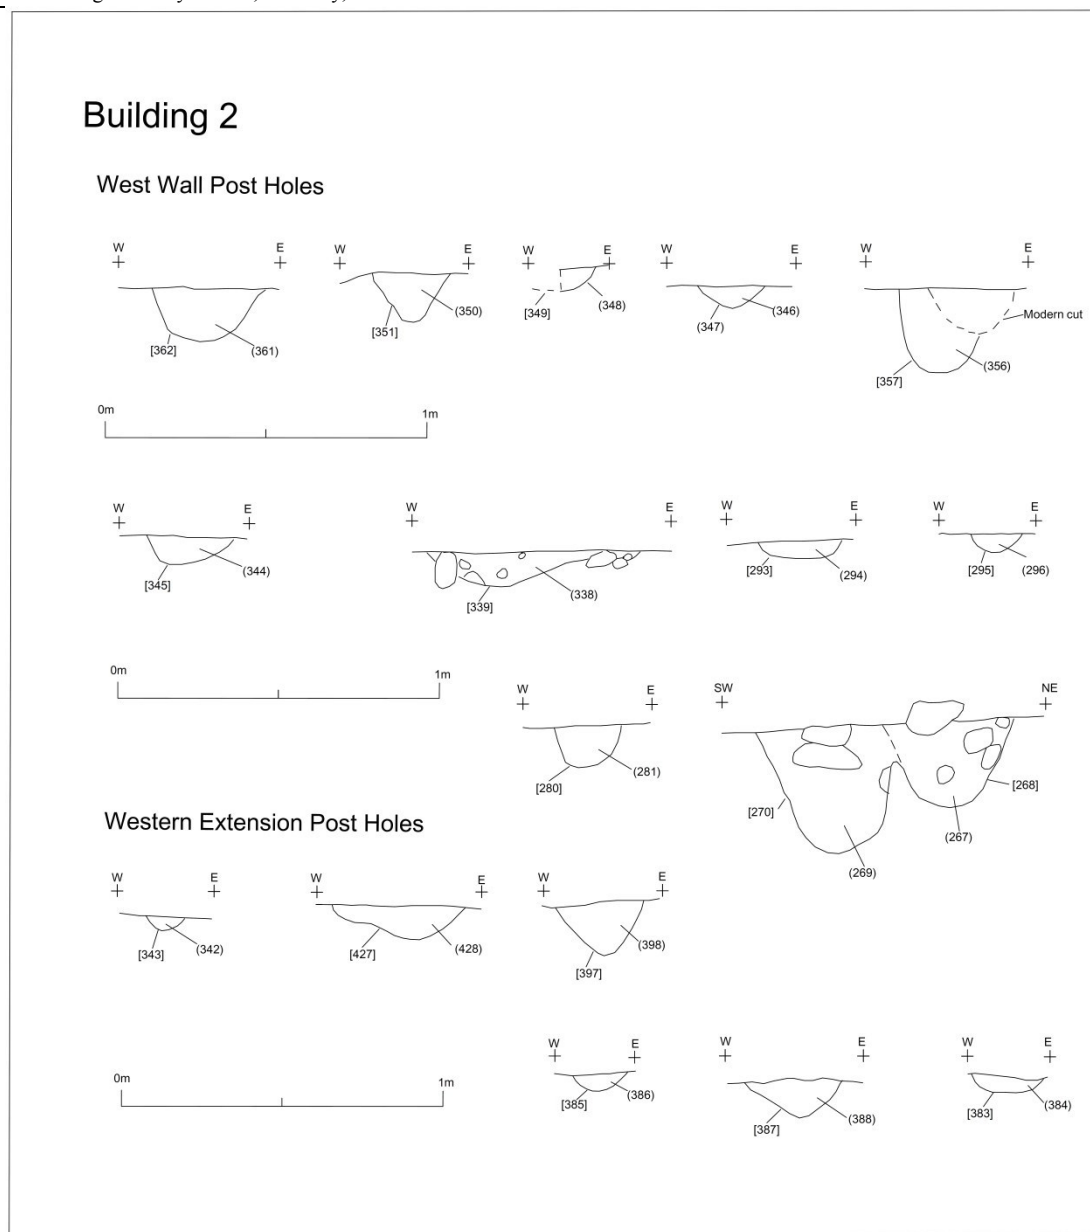 Building 2
West Wall Post Holes
W E W E W E W E W E
[362] (361) [351] (350) [349] (348) (347) (346) [357] (356) Modern cut
0m 1m
W E W E W E W E
[345] (344) [339] (338) [293] (294) [295] (296)
0m 1m
W E SW NE
[280] (281) [270] (269) (267) [268]
Western Extension Post Holes
W E W E W E
[343] (342) [427] (428) [397] (398)
W E W E W E
0m 1m
[385] (386) [387] (388) [383] (384)